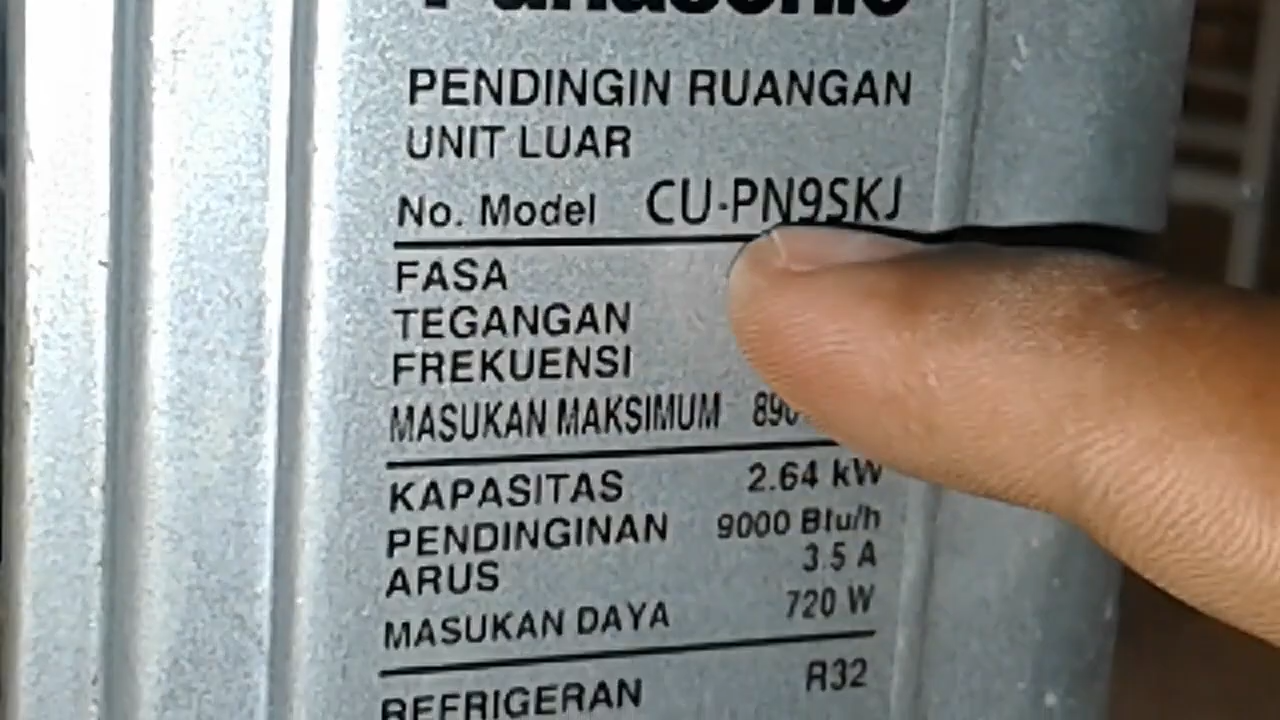 Panasonic
PENDINGIN RUANGAN
UNIT LUAR
No. Model CU-PN9SKJ
FASA
TEGANGAN
FREKUENSI
MASUKAN MAKSIMUM
KAPASITAS 2.64 kW
PENDINGINAN 9000 Btu/h
ARUS 3.5 A
MASUKAN DAYA 720 W
REFRIGERAN R32